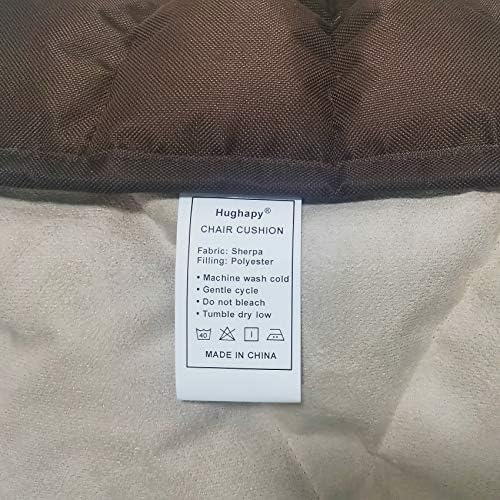 Hughapy®
CHAIR CUSHION
Fabric: Sherpa
Filling: Polyester
• Machine wash cold
• Gentle cycle
• Do not bleach
• Tumble dry low
40
MADE IN CHINA